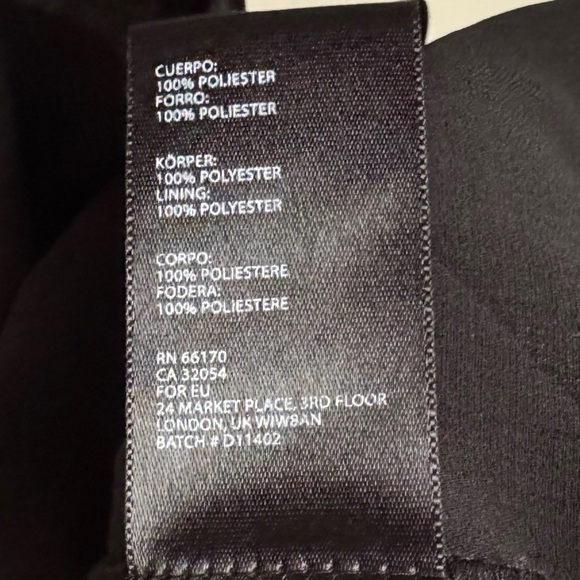 CUERPO:
100% POLIESTER
FORRO:
100% POLIESTER
KÖRPER:
100% POLYESTER
LINING:
100% POLYESTER
CORPO:
100% POLIESTERE
FODERA:
100% POLIESTERE
RN 66170
CA 32054
FOR EU
24 MARKET PLACE, 3RD FLOOR
LONDON, UK WIW8AN
BATCH # D11402